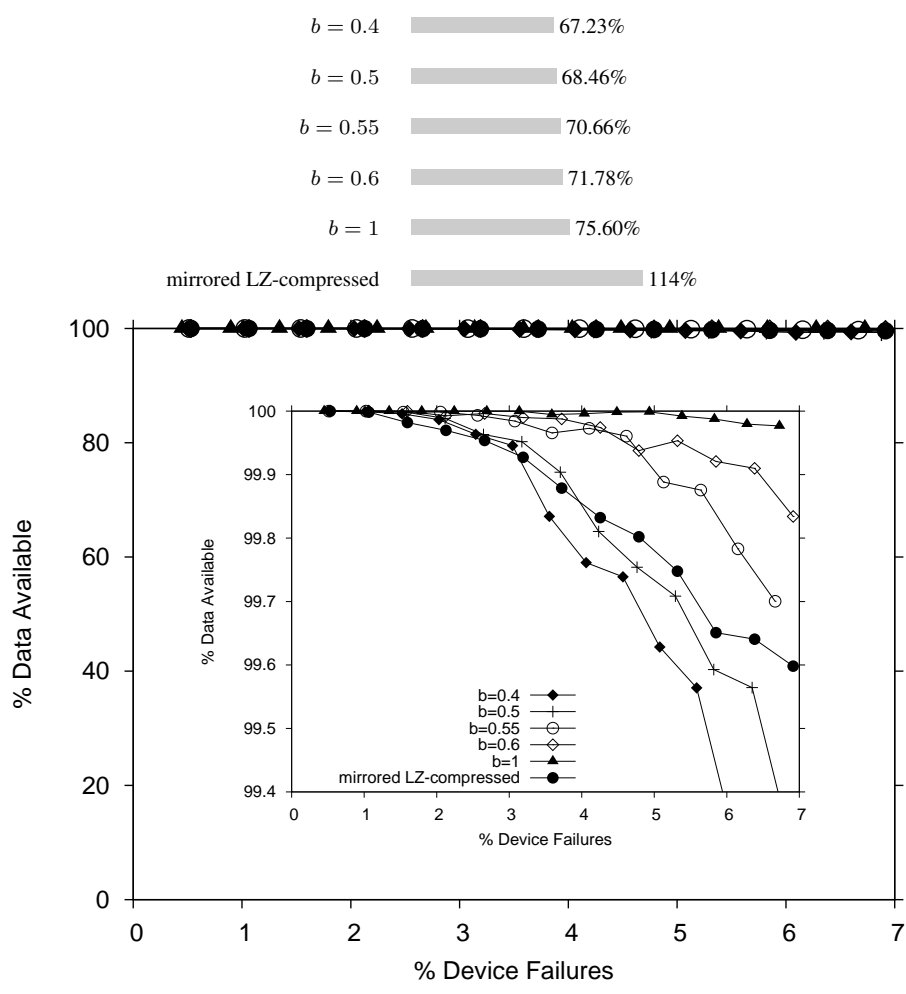 b = 0.4 67.23%
b = 0.5 68.46%
b = 0.55 70.66%
b = 0.6 71.78%
b = 1 75.60%
mirrored LZ-compressed 114%
100
80
60
40
20
0
% Data Available
0 1 2 3 4 5 6 7
% Device Failures
100
99.9
99.8
99.7
99.6
99.5
99.4
% Data Available
b=0.4
b=0.5
b=0.55
b=0.6
b=1
mirrored LZ-compressed
0 1 2 3 4 5 6 7
% Device Failures